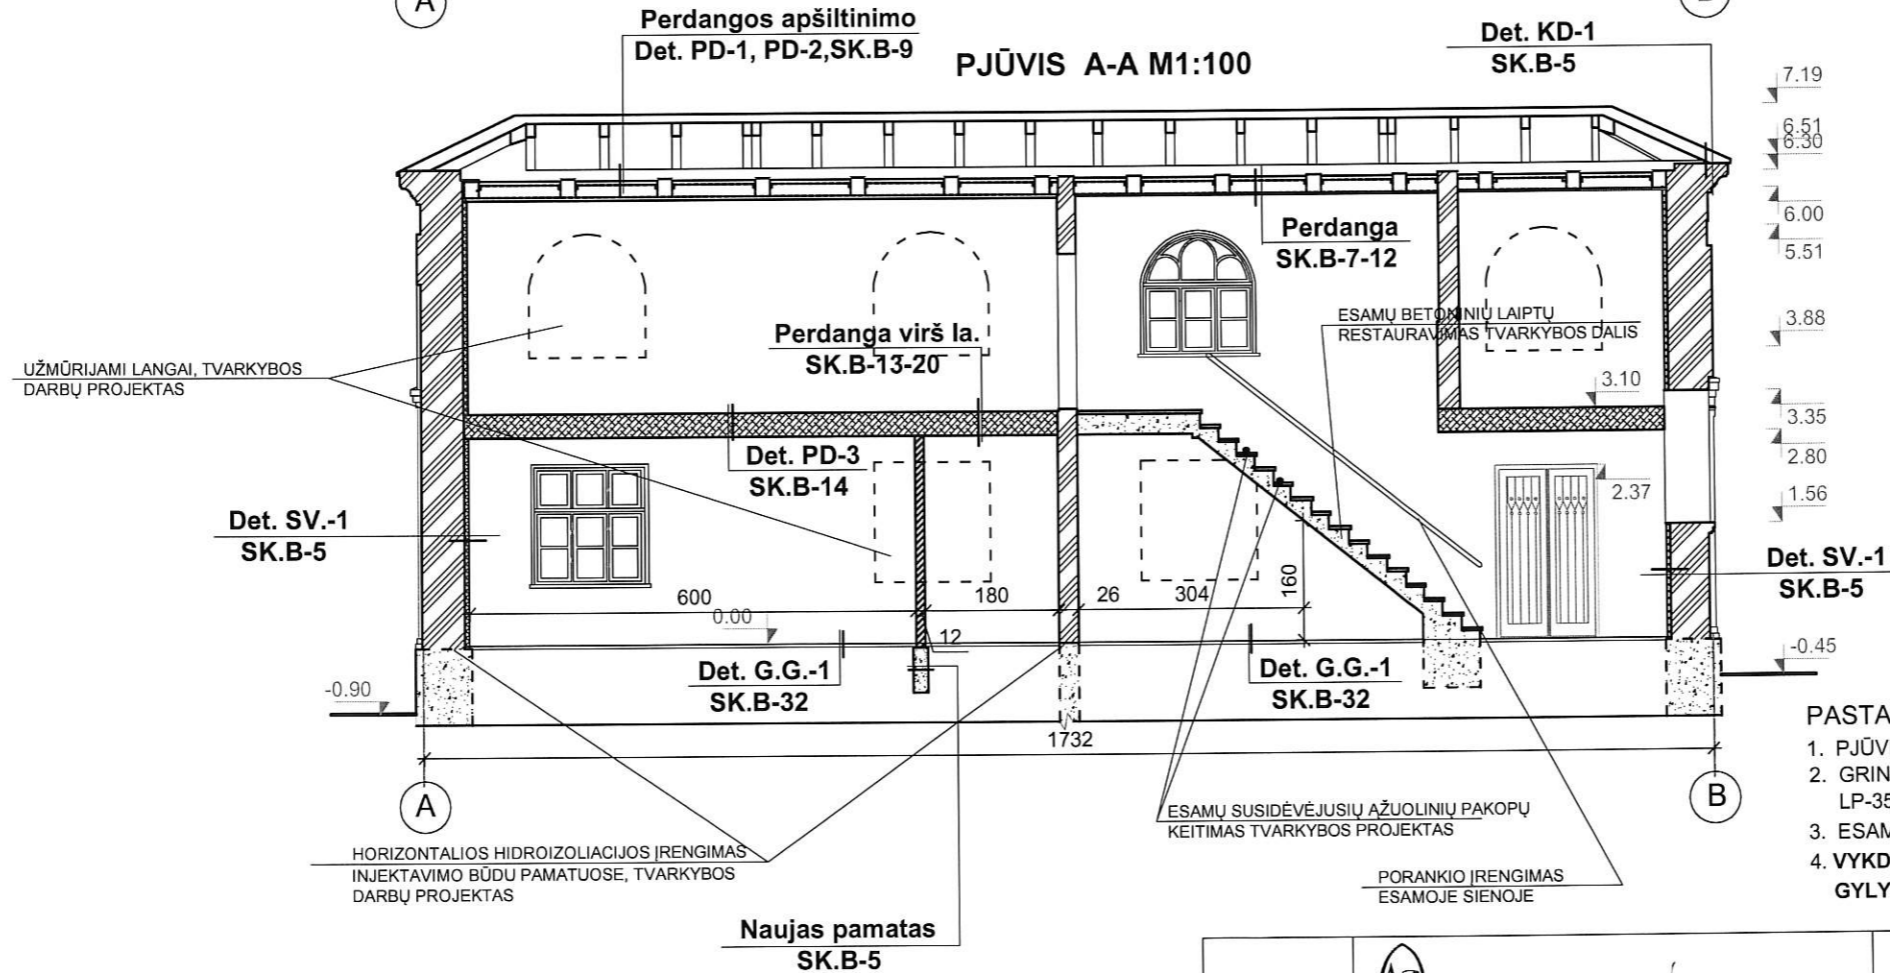 A
Perdangos apšiltinimo
Det. PD-1, PD-2,SK.B-9
PJŪVIS A-A M1:100
Det. KD-1
SK.B-5
7.19
6.51
6.30
6.00
5.51
3.88
3.35
2.80
1.56
-0.45
Perdanga
SK.B-7-12
ESAMŲ BETONINIŲ LAIPTŲ
RESTAURAVIMAS TVARKYBOS DALIS
Perdanga virš Ia.
SK.B-13-20
UŽMŪRIJAMI LANGAI, TVARKYBOS
DARBŲ PROJEKTAS
3.10
Det. PD-3
SK.B-14
2.37
Det. SV.-1
SK.B-5
Det. SV.-1
SK.B-5
600
180
26
304
160
0.00
12
Det. G.G.-1
SK.B-32
Det. G.G.-1
SK.B-32
-0.90
1732
A
B
PASTA
1. PJŪV
2. GRIN
LP-35
3. ESAM
4. VYKD
GYLY
ESAMŲ SUSIDĖVĖJUSIŲ ĄŽUOLINIŲ PAKOPŲ
KEITIMAS TVARKYBOS PROJEKTAS
HORIZONTALIOS HIDROIZOLIACIJOS ĮRENGIMAS
INJEKTAVIMO BŪDU PAMATUOSE, TVARKYBOS
DARBŲ PROJEKTAS
PORANKIO ĮRENGIMAS
ESAMOJE SIENOJE
Naujas pamatas
SK.B-5